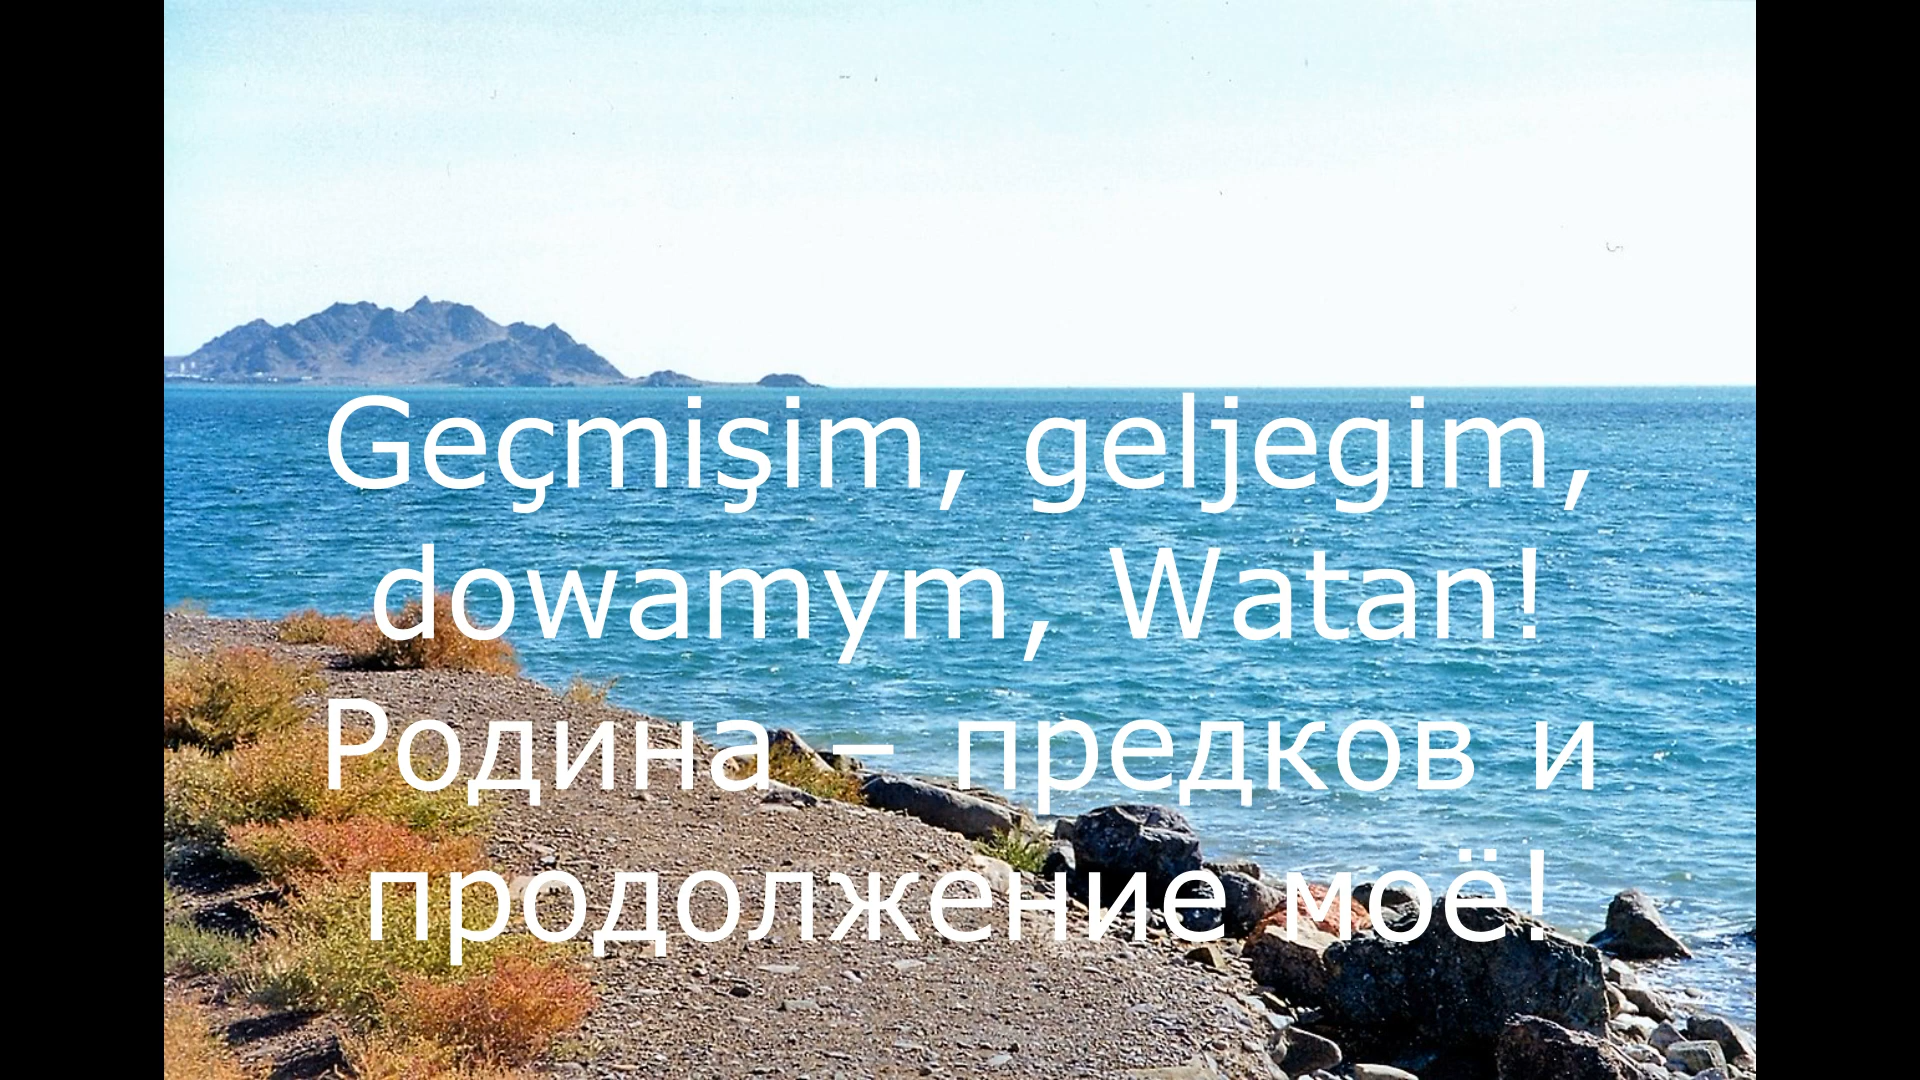 Geçmişim, geljegim,
dowamym, Watan!
Родина – предков и
продолжение моё!